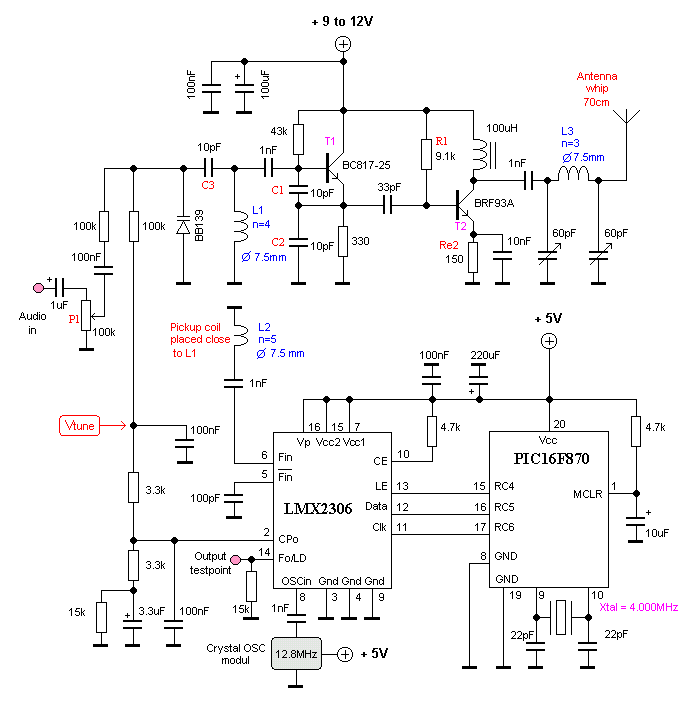 + 9 to 12V
100nF
100uF
Antenna
whip
70cm
43k
T1
BC817-25
R1
9.1k
100uH
L3
n=3
Ø 7.5mm
10pF
C3
1nF
1nF
C1
10pF
33pF
BRF93A
T2
100k
100k
BB139
L1
n=4
Ø 7.5mm
C2
10pF
330
Re2
150
10nF
60pF
60pF
100nF
+
1uF
Audio
in
P1
100k
Pickup coil
placed close
to L1
L2
n=5
Ø 7.5 mm
+ 5V
1nF
100nF
220uF
+
Vtune
100nF
16
15
7
Vp
Vcc2
Vcc1
4.7k
20
Vcc
4.7k
6
Fin
5
Fin
CE
10
PIC16F870
100pF
LMX2306
LE
13
15
RC4
MCLR
1
3.3k
Data
12
16
RC5
+
10uF
2
CPo
Clk
11
17
RC6
Output
testpoint
14
Fo/LD
8
GND
3.3k
OSCin
Gnd
Gnd
Gnd
GND
8
3
4
9
19
9
10
Xtal = 4.000MHz
15k
+
3.3uF
100nF
15k
1nF
22pF
22pF
Crystal OSC
modul
12.8MHz
+ 5V